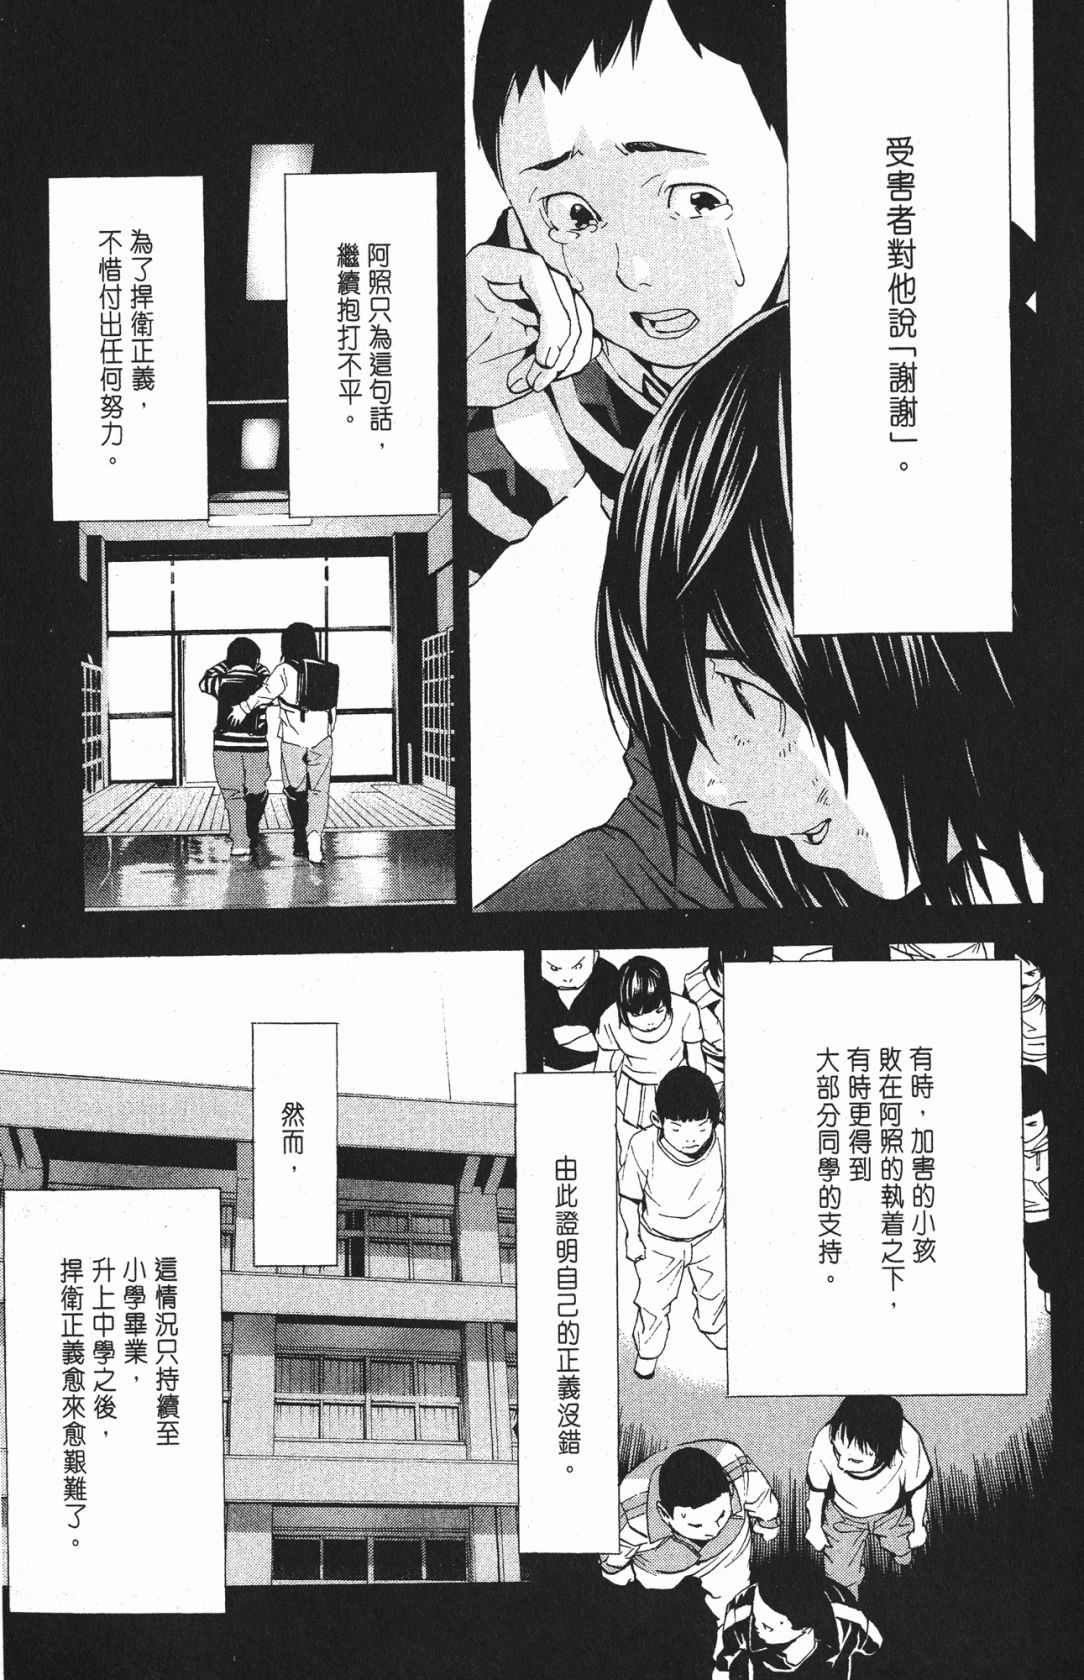 受害者對他說「謝謝」。
阿照只為這句話，
繼續抱打不平。
為了捍衛正義，
不惜付出任何努力。
有時，加害的小孩
敗在阿照的執着之下，
有時更得到
大部分同學的支持。
由此證明自己的正義沒錯。
然而，
這情況只持續至
小學畢業，
升上中學之後，
捍衛正義愈來愈艱難了。